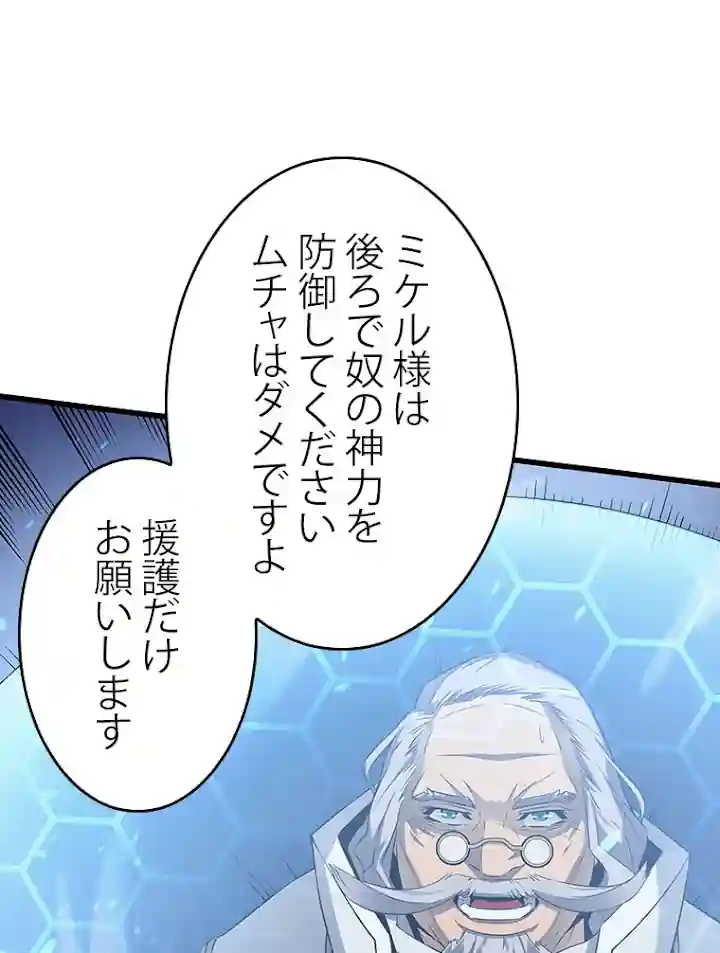 ミケル様は
後ろで奴の神力を
防御してください
ムチャはダメですよ
援護だけ
お願いします